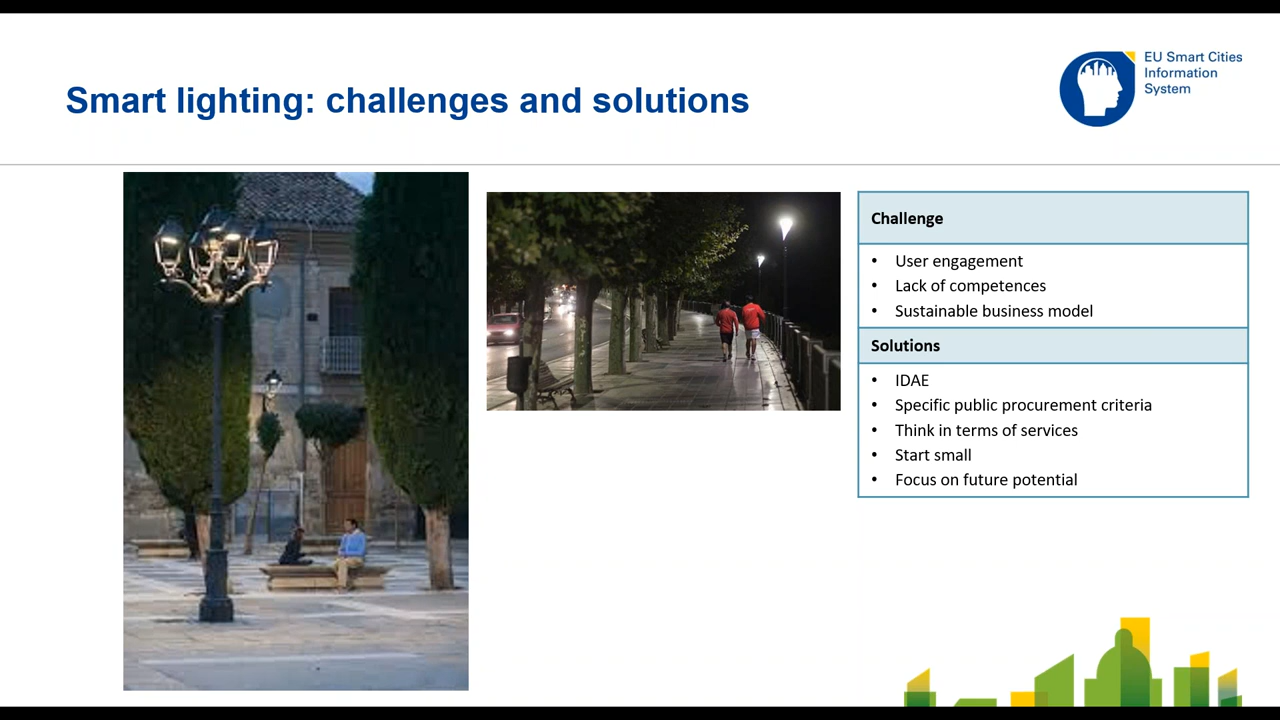 EU Smart Cities
Information
System
Smart lighting: challenges and solutions
Challenge
• User engagement
• Lack of competences
• Sustainable business model
Solutions
• IDAE
• Specific public procurement criteria
• Think in terms of services
• Start small
• Focus on future potential